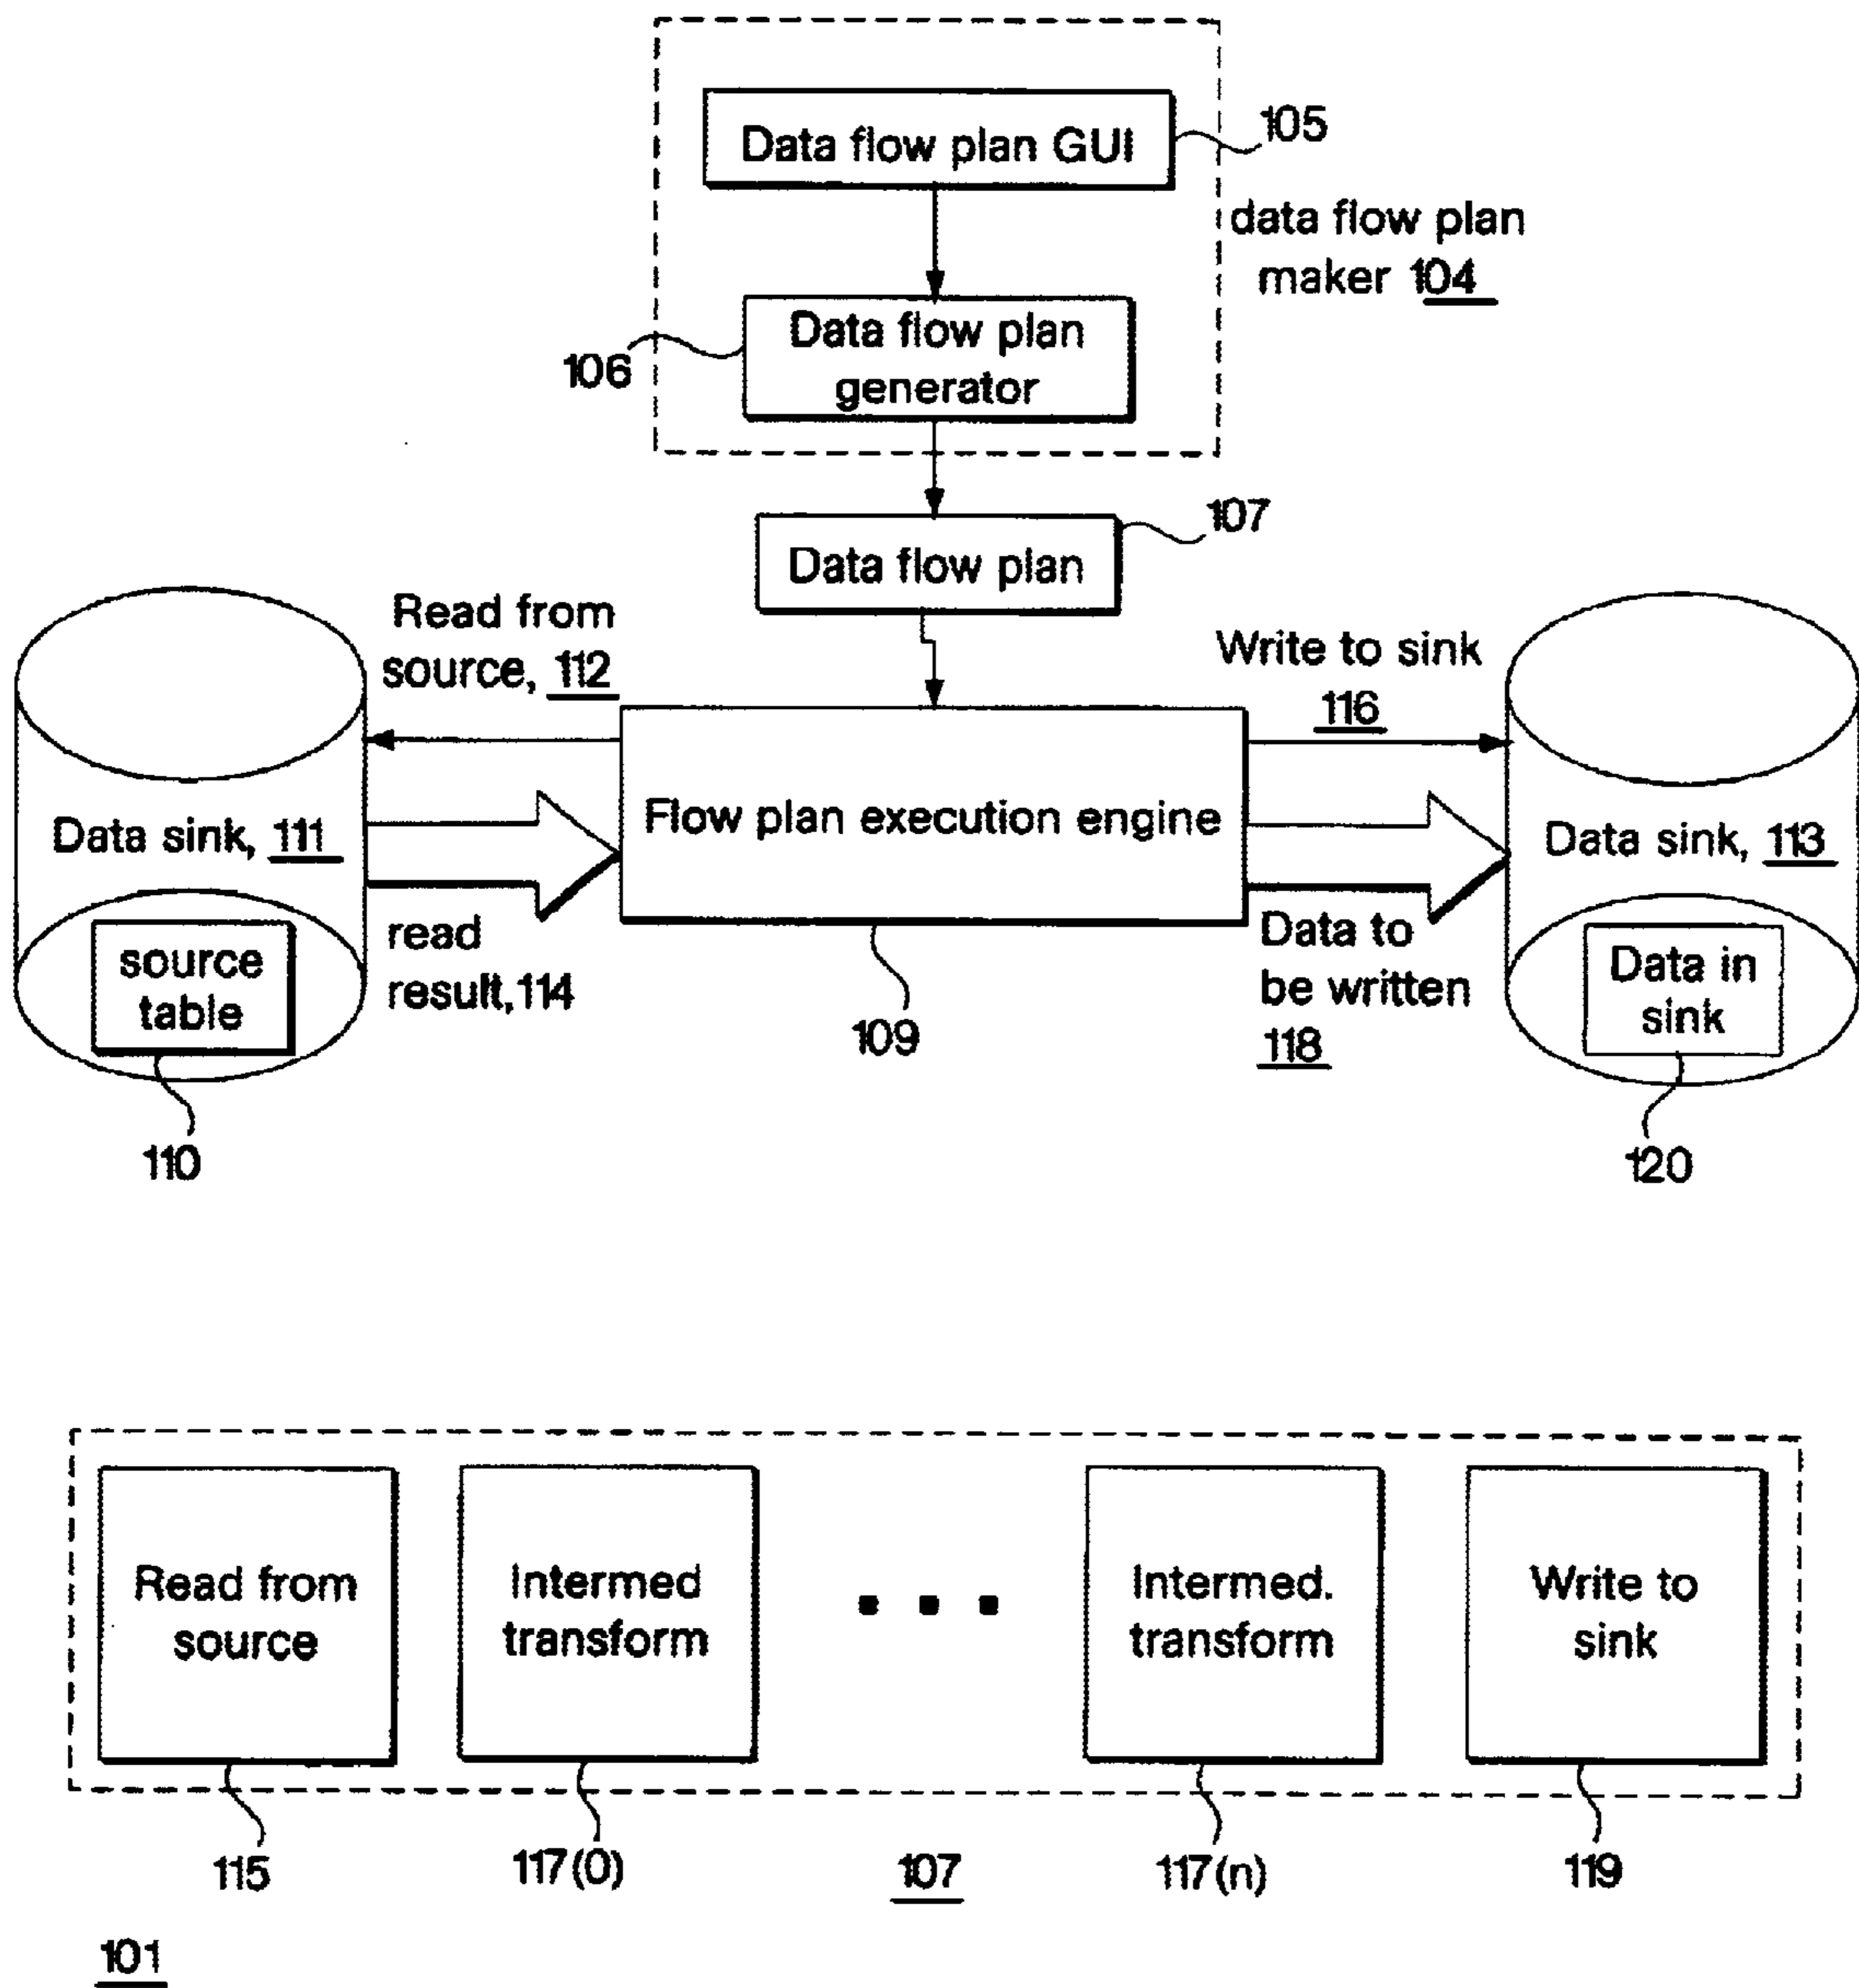 Data flow plan GUI
105
data flow plan
maker 104
Data flow plan
generator
106
107
Data flow plan
Read from
source, 112
Write to sink
116
Data sink, 111
Flow plan execution engine
Data sink, 113
read
result,114
Data to
be written
118
source
table
Data in
sink
109
110
120
Read from
source
Intermed
transform
Intermed.
transform
Write to
sink
115
117(0)
107
117(n)
119
101